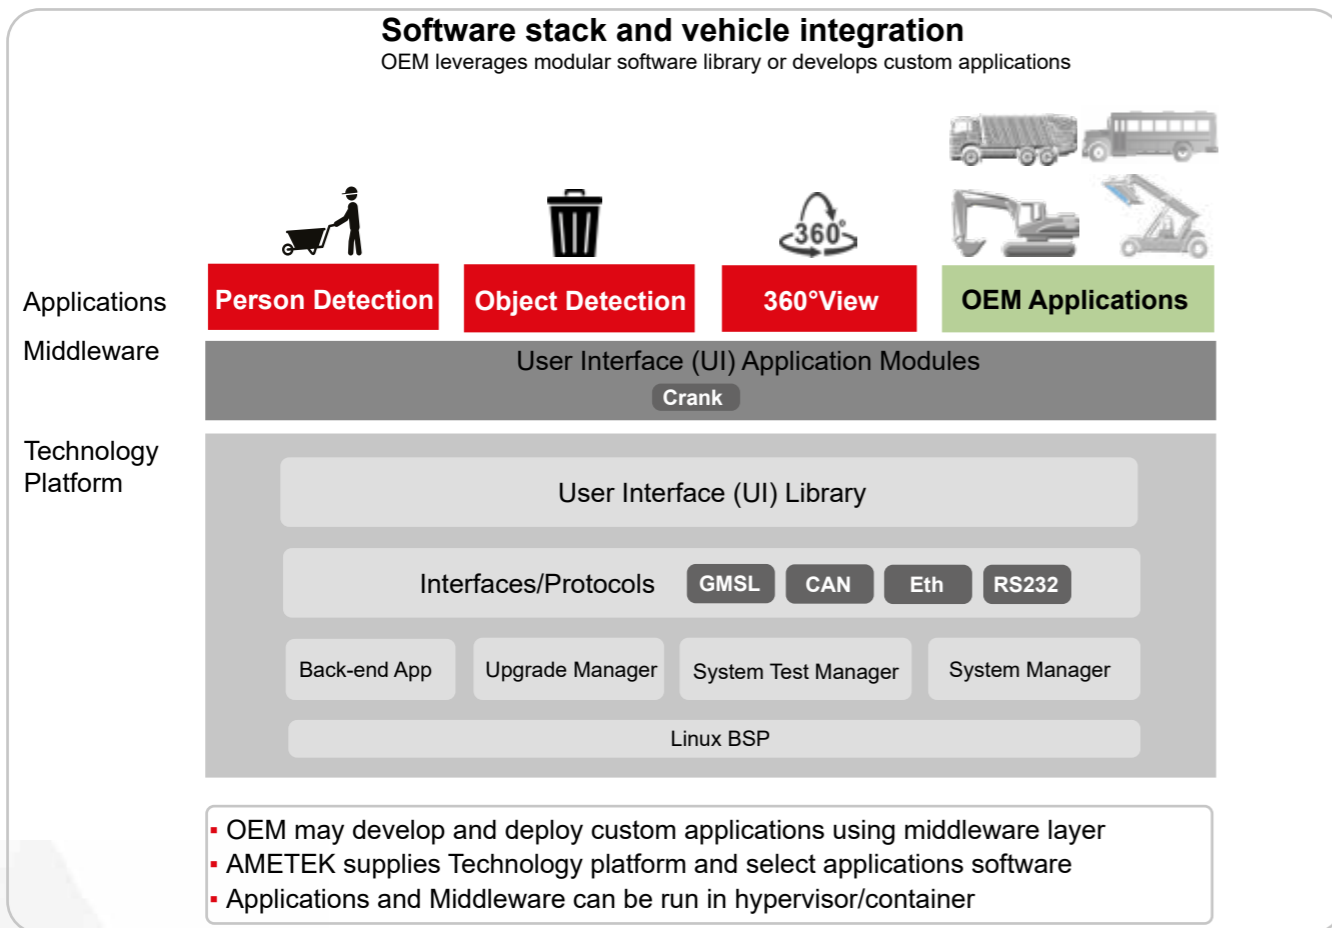 Software stack and vehicle integration
OEM leverages modular software library or develops custom applications
360°
Applications
Person Detection
Object Detection
360°View
OEM Applications
Middleware
User Interface (UI) Application Modules
Crank
Technology
Platform
User Interface (UI) Library
Interfaces/Protocols GMSL CAN Eth RS232
Back-end App
Upgrade Manager
System Test Manager
System Manager
Linux BSP
▪ OEM may develop and deploy custom applications using middleware layer
▪ AMETEK supplies Technology platform and select applications software
▪ Applications and Middleware can be run in hypervisor/container